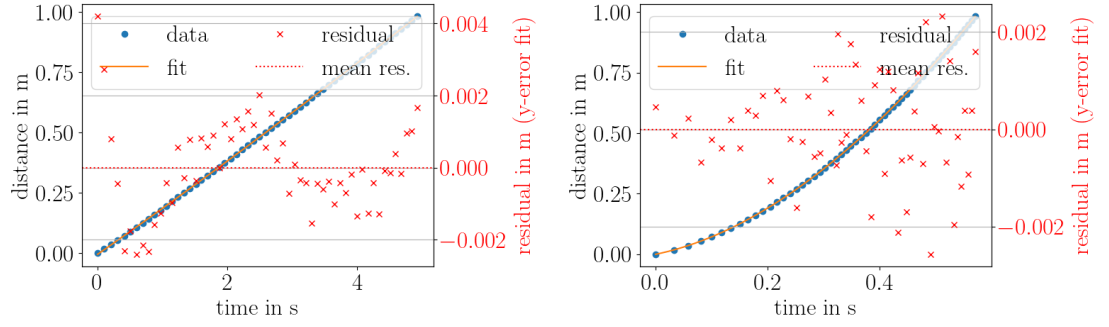 1.00
0.75
0.50
0.25
0.00
distance in m
data
fit
residual
mean res.
0.004
0.002
0.000
−0.002
residual in m (y-error fit)
0
2
4
time in s
1.00
0.75
0.50
0.25
0.00
distance in m
data
fit
residual
mean res.
0.002
0.000
−0.002
residual in m (y-error fit)
0.0
0.2
0.4
time in s